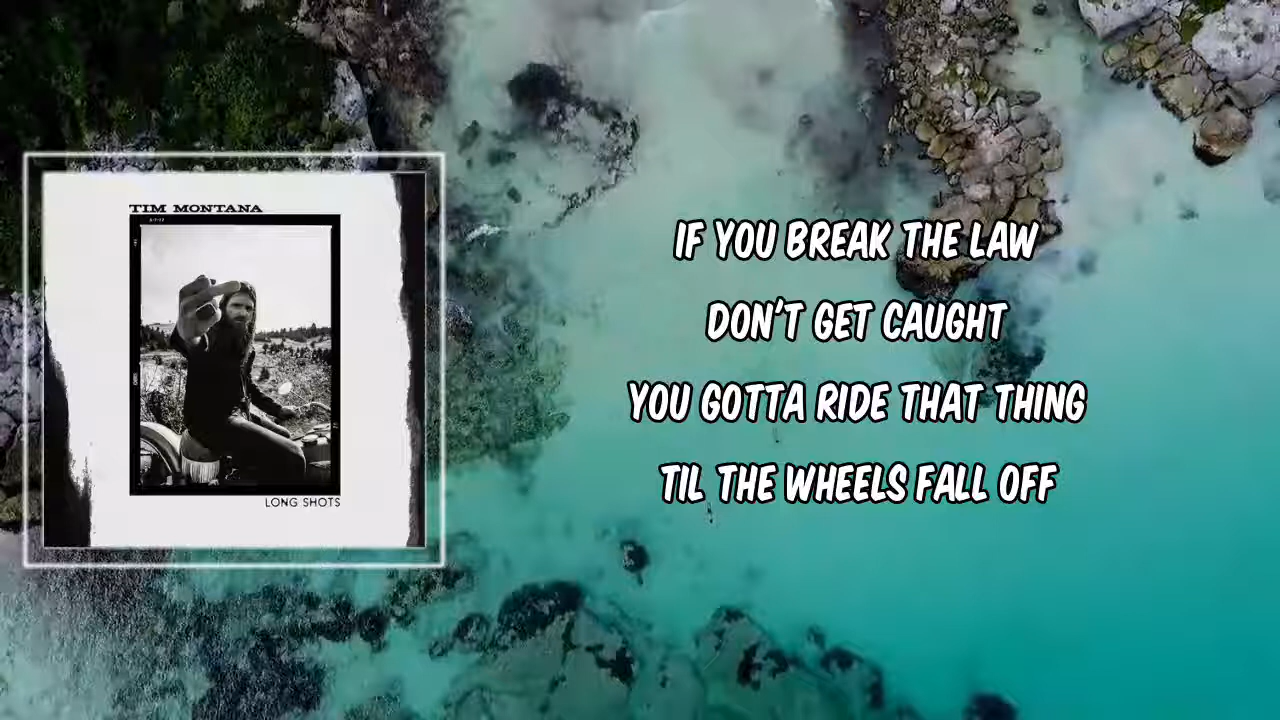 TIM MONTANA
LONG SHOTS
IF YOU BREAK THE LAW
DON'T GET CAUGHT
YOU GOTTA RIDE THAT THING
TIL THE WHEELS FALL OFF